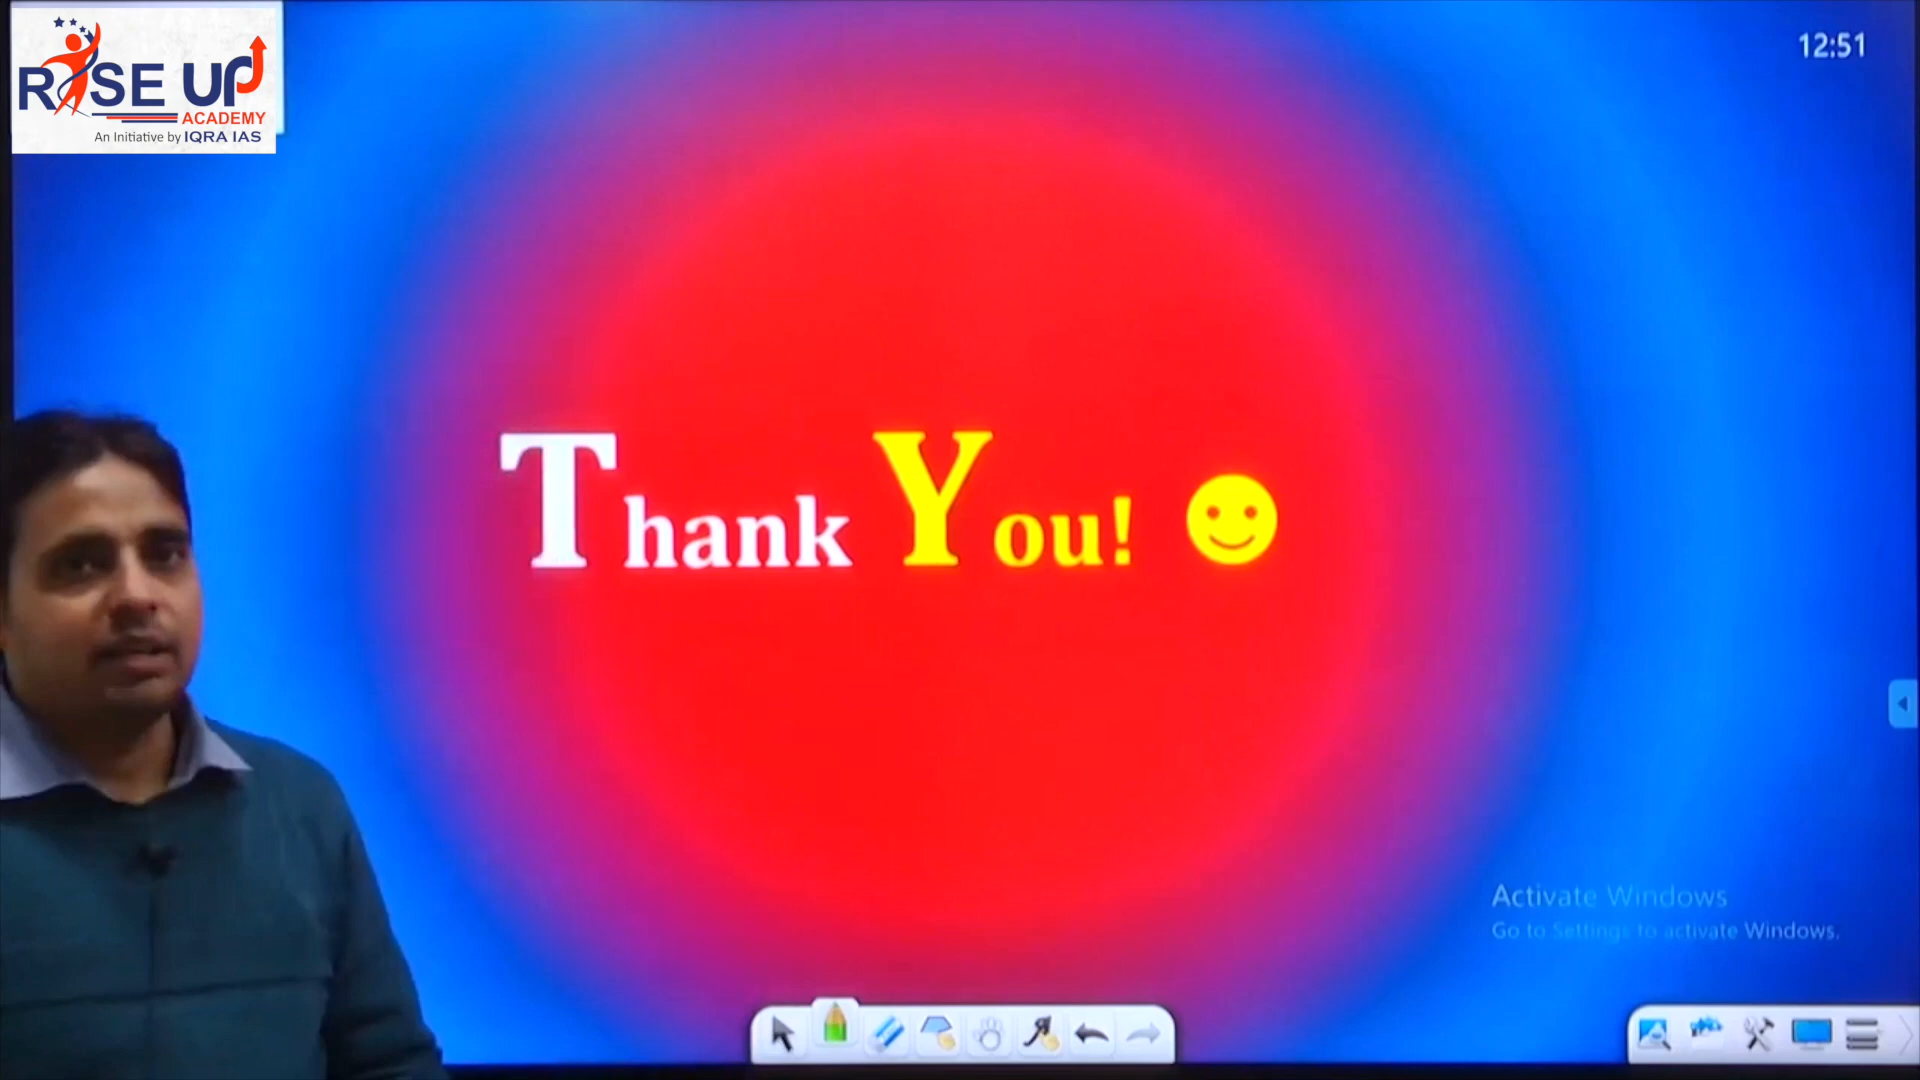 RISE UP
ACADEMY
An Initiative by IQRA IAS
12:51
Thank You! ☺
Activate Windows
Go to Settings to activate Windows.